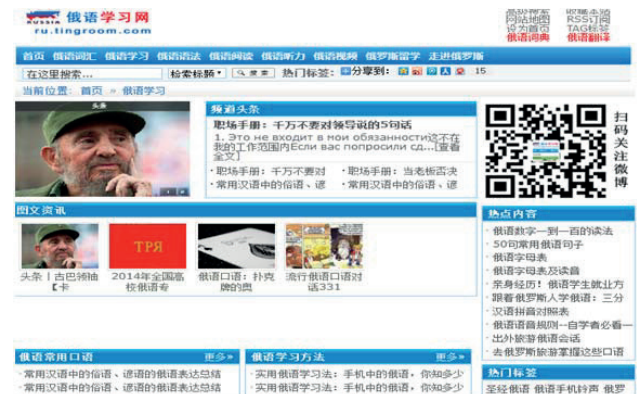 高级搜索 收藏本站
RUSSIA 俄语学习网
网站地图 RSS订阅
ru.tingroom.com
设为首页 TAG标签
俄语词典 俄语翻译
首页 俄语词汇 俄语学习 俄语语法 俄语阅读 俄语听力 俄语视频 俄罗斯留学 走进俄罗斯
在这里搜索... 检索标题 搜索 热门标签: 分享到: 15
当前位置: 首页 » 俄语学习
头条
频道头条
职场手册：千万不要对领导说的5句话
1. Это не входит в мои обязанности这不在
我的工作范围内Если вас попросили сд...[查看
全文]
·职场手册：千万不要对 ·职场手册：当老板否决
·常用汉语中的俗语、谚 ·常用汉语中的俗语、谚
扫码关注微博
图文资讯
ТРЯ
头条丨古巴领袖
【卡
2014年全国高
校俄语专
俄语口语：扑克
牌的奥
流行俄语口语对
话331
热点内容
·俄语数字一到一百的读法
·50句常用俄语句子
·俄语字母表
·俄语字母表及读音
·亲身经历！俄语学生就业方
·跟着俄罗斯人学俄语：三分
·汉语拼音对照表
·俄语语音规则--自学者必看—
·出外旅游俄语会话
·去俄罗斯旅游掌握这些口语
俄语常用口语 更多»
·常用汉语中的俗语、谚语的俄语表达总结
·常用汉语中的俗语、谚语的俄语表达总结
俄语学习方法 更多»
·实用俄语学习法：手机中的俄语，你知多少
·实用俄语学习法：手机中的俄语，你知多少
热门标签
圣经俄语 俄语手机铃声 俄罗